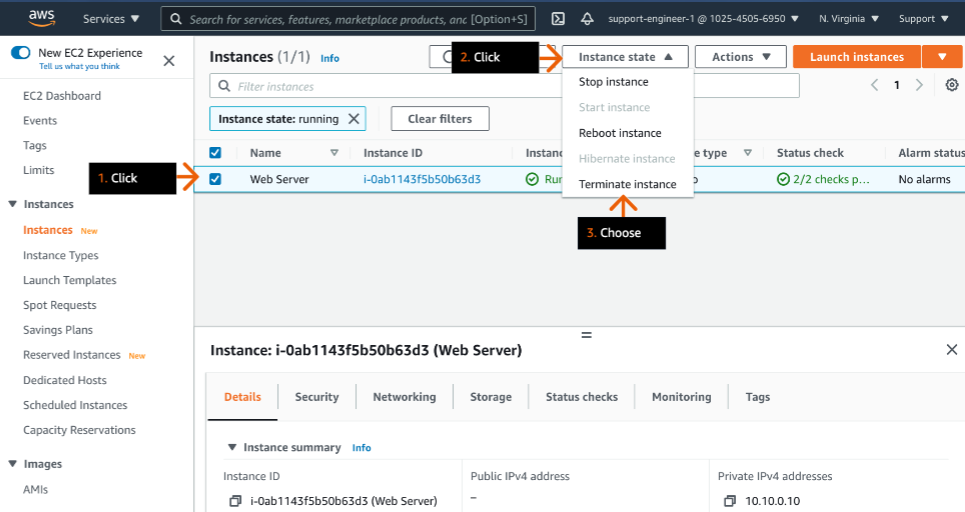 aws
Services ▼
Search for services, features, marketplace products, anc [Option+S]
support-engineer-1 @ 1025-4505-6950 ▼
N. Virginia ▼
Support ▼
New EC2 Experience
Tell us what you think
EC2 Dashboard
Events
Tags
Limits
▼ Instances
Instances New
Instance Types
Launch Templates
Spot Requests
Savings Plans
Reserved Instances New
Dedicated Hosts
Scheduled Instances
Capacity Reservations
▼ Images
AMIs
Instances (1/1) Info
2. Click
Instance state ▲
Actions ▼
Launch instances ▼
Filter instances
1
Stop instance
Start instance
Reboot instance
Hibernate instance
Terminate instance
3. Choose
Instance state: running
Clear filters
Name Instance ID Instanc e type Status check Alarm status
1. Click
Web Server i-0ab1143f5b50b63d3 Ru o 2/2 checks p... No alarms
Instance: i-0ab1143f5b50b63d3 (Web Server)
Details Security Networking Storage Status checks Monitoring Tags
▼ Instance summary Info
Instance ID Public IPv4 address Private IPv4 addresses
i-0ab1143f5b50b63d3 (Web Server) – 10.10.0.10